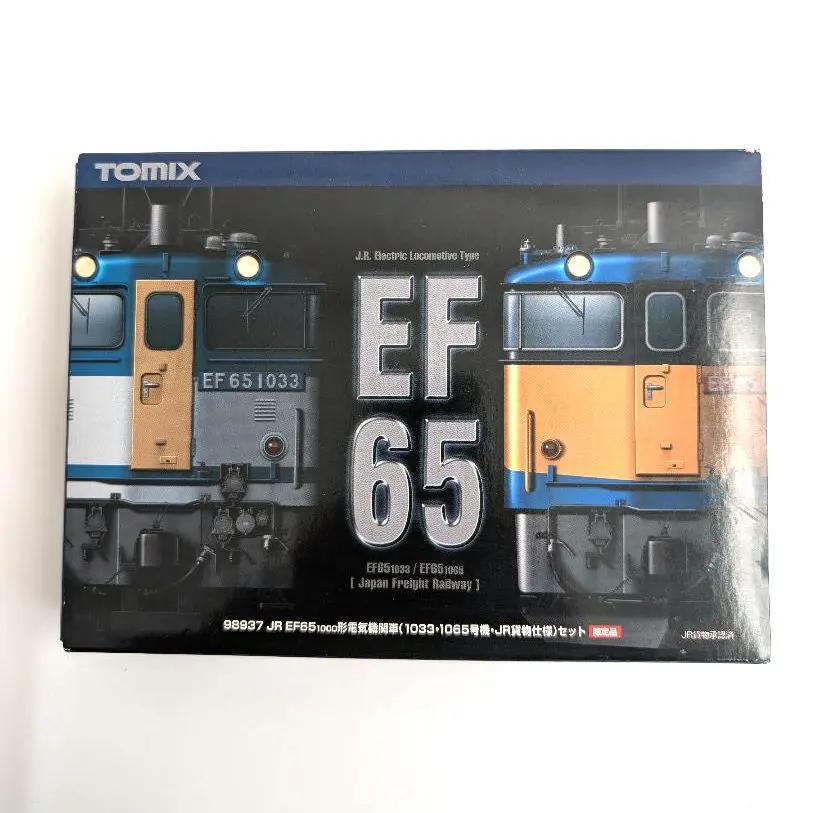 TOMIX
J.R. Electric Locomotive Type
EF
65
EF651033
EF651033 / EF651065
[ Japan Freight Railway ]
98937 JR EF651000形電気機関車(1033・1065号機・JR貨物仕様)セット 限定品
JR貨物承認済